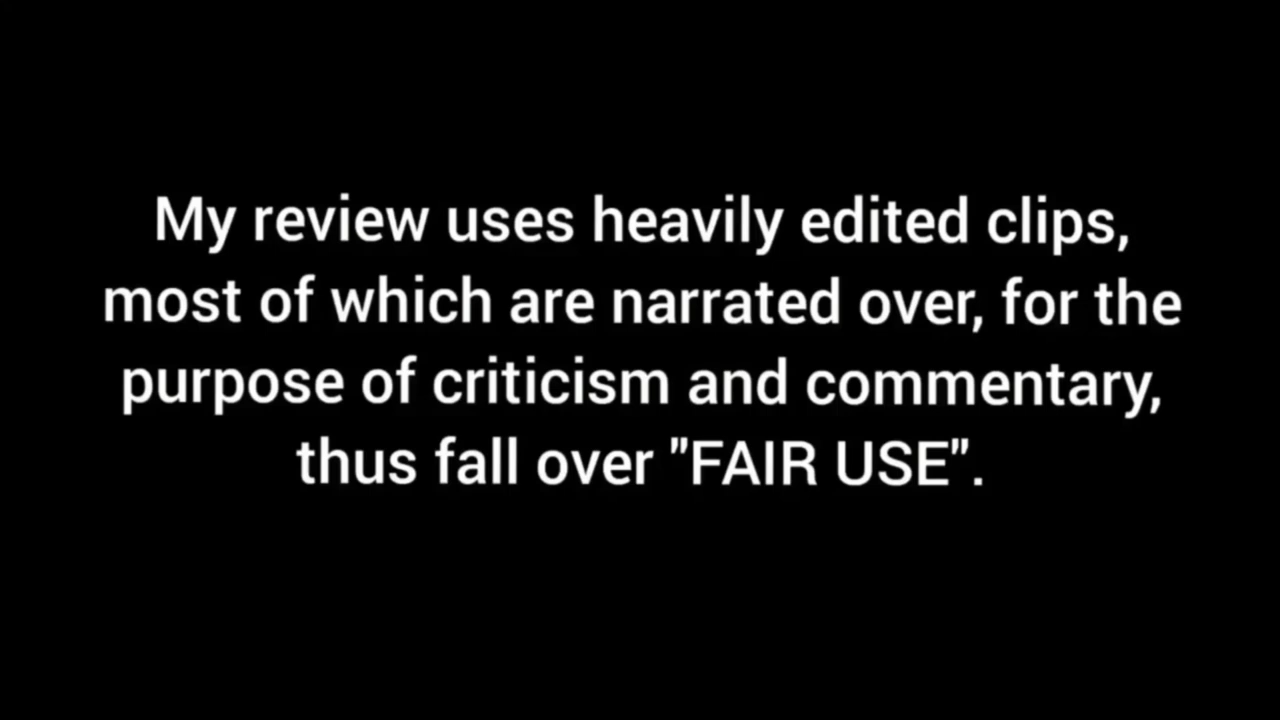 My review uses heavily edited clips,
most of which are narrated over, for the
purpose of criticism and commentary,
thus fall over "FAIR USE".